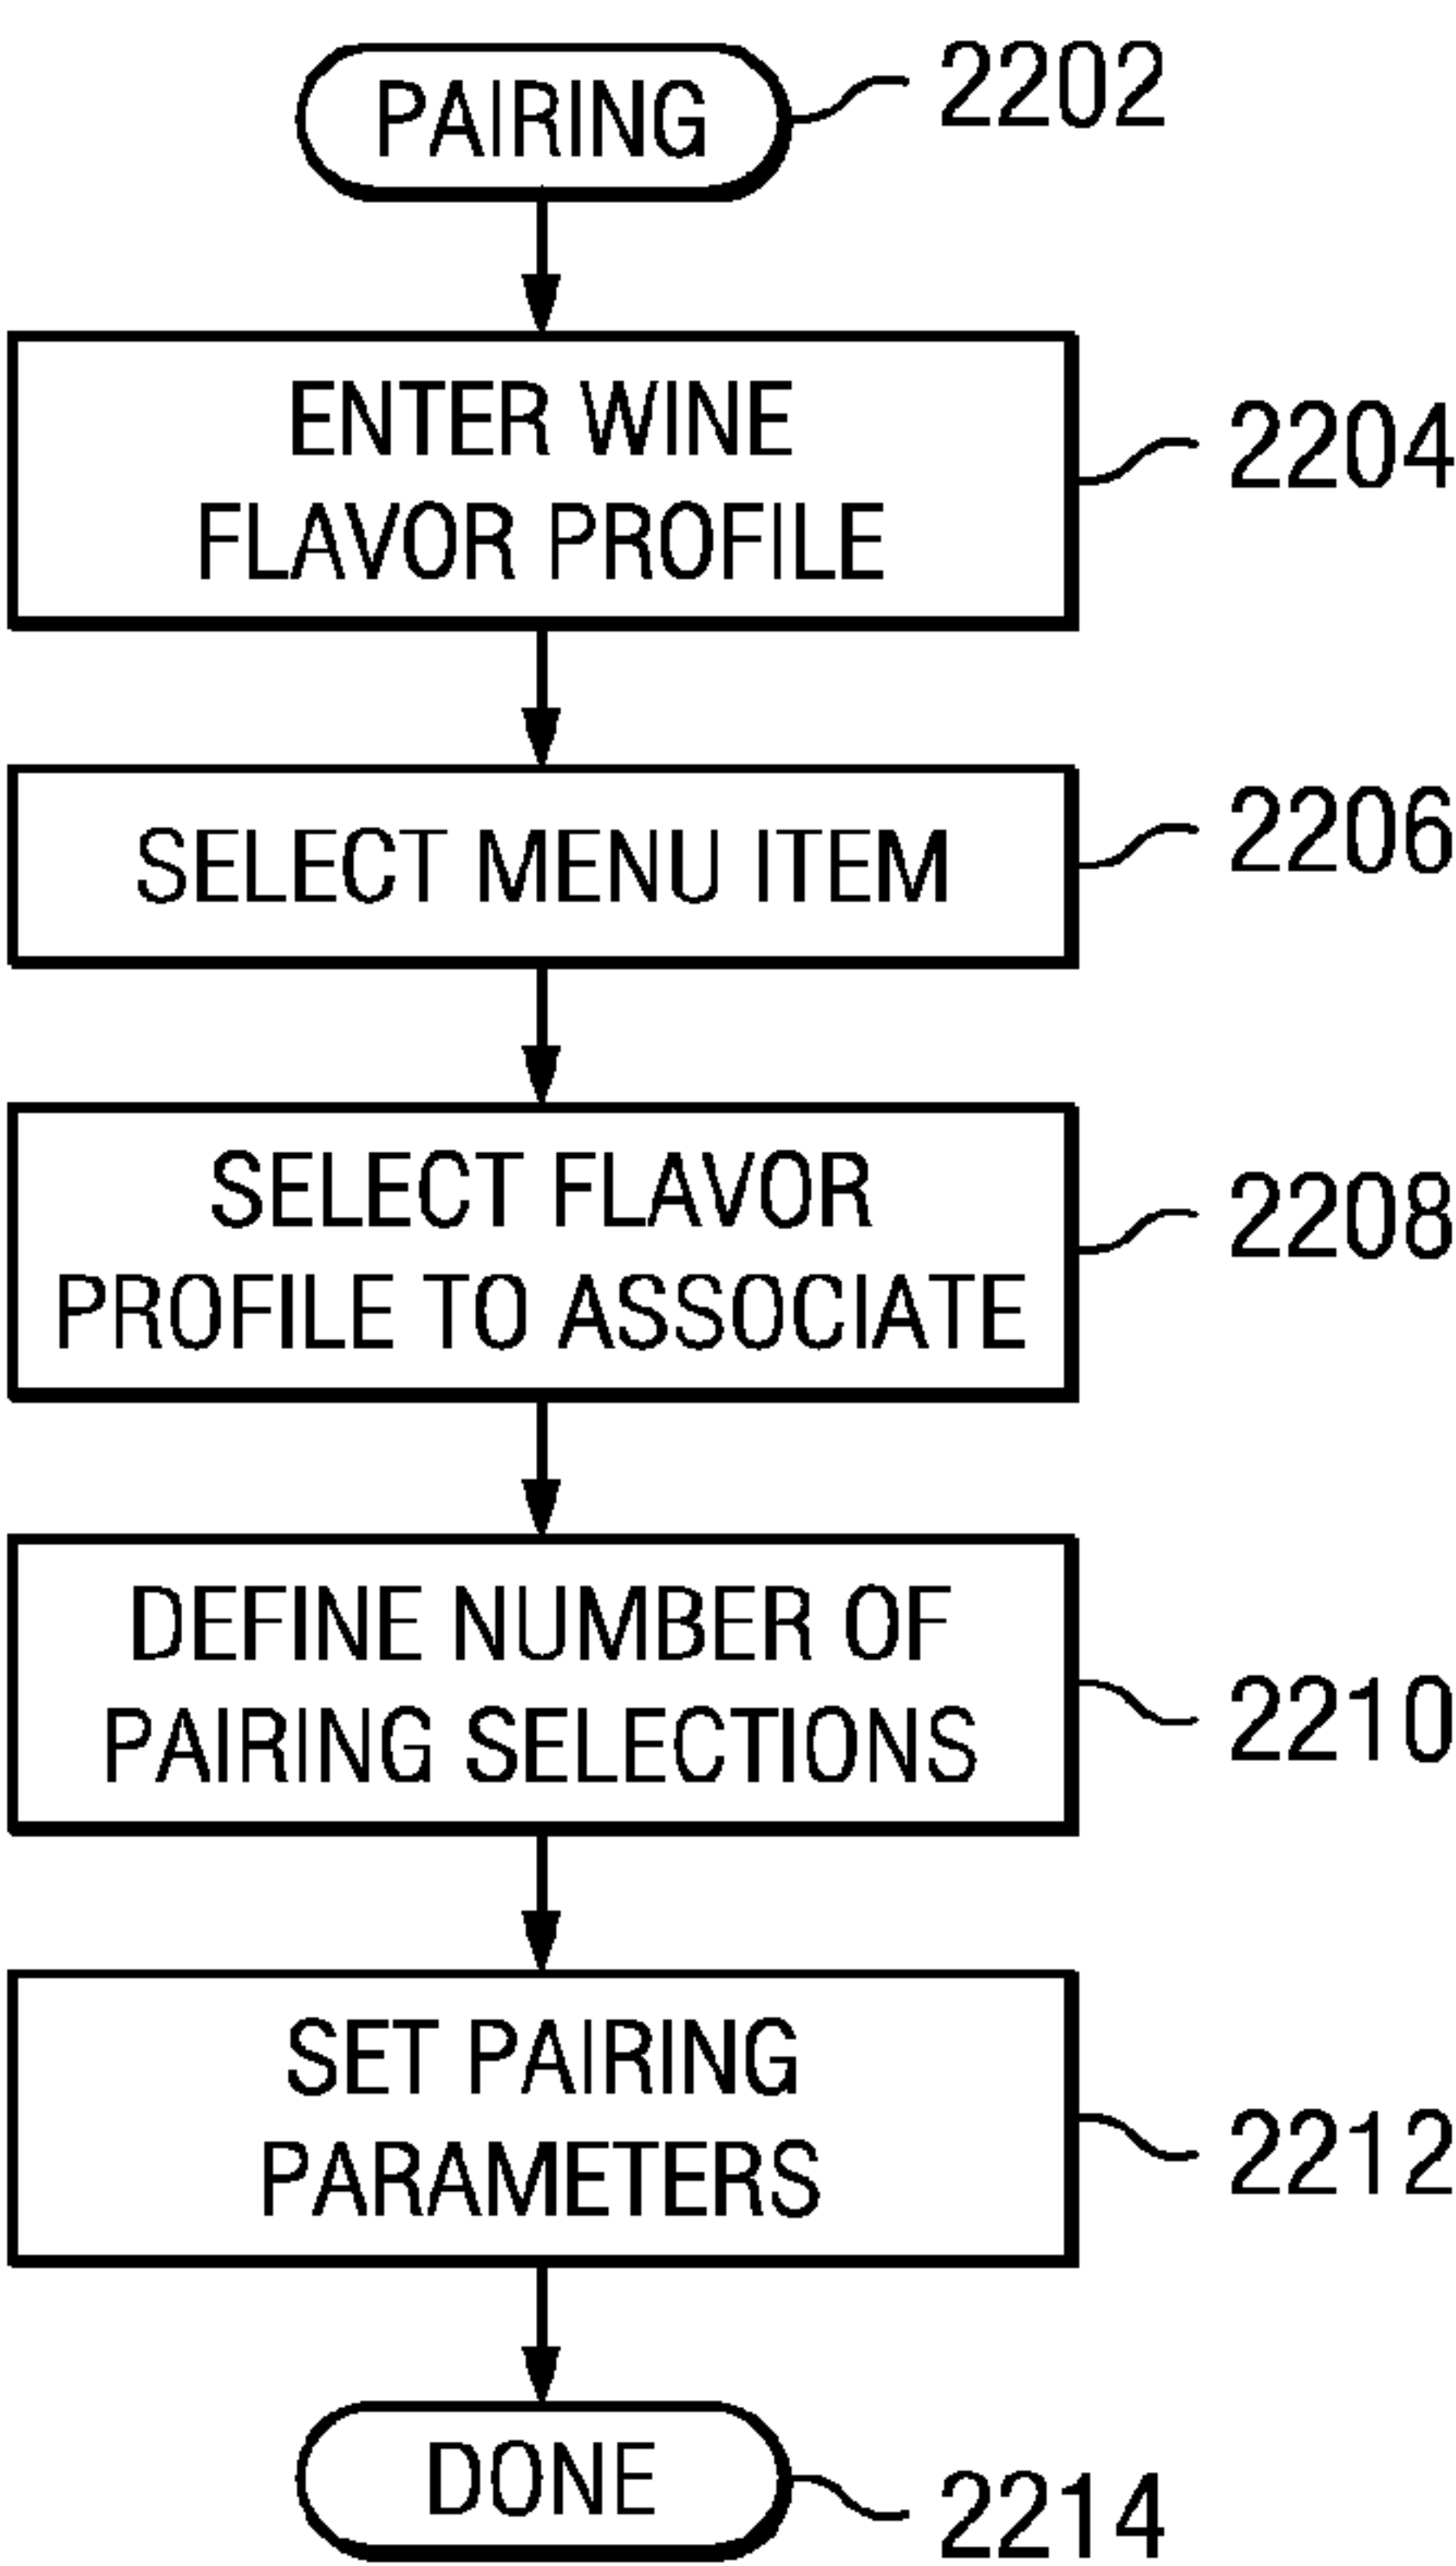 PAIRING
2202
ENTER WINE
FLAVOR PROFILE
2204
SELECT MENU ITEM
2206
SELECT FLAVOR
PROFILE TO ASSOCIATE
2208
DEFINE NUMBER OF
PAIRING SELECTIONS
2210
SET PAIRING
PARAMETERS
2212
DONE
2214